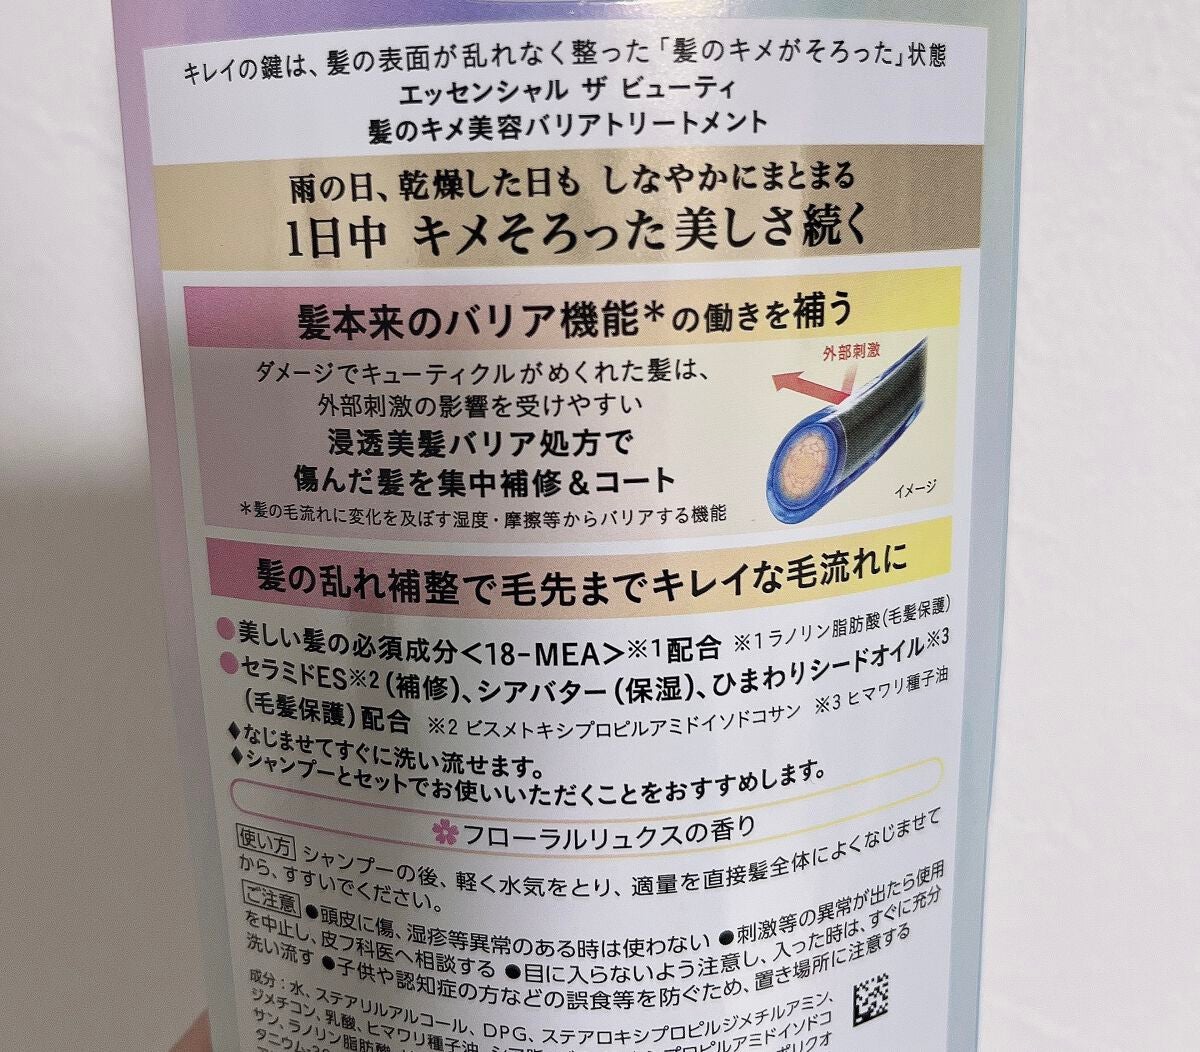 キレイの鍵は、髪の表面が乱れなく整った「髪のキメがそろった」状態
エッセンシャル ザ ビューティ
髪のキメ美容バリアトリートメント
雨の日、乾燥した日も しなやかにまとまる
1日中 キメそろった美しさ続く
髪本来のバリア機能*の働きを補う
ダメージでキューティクルがめくれた髪は、
外部刺激の影響を受けやすい
浸透美髪バリア処方で
傷んだ髪を集中補修&コート
*髪の毛流れに変化を及ぼす湿度・摩擦等からバリアする機能
外部刺激
イメージ
髪の乱れ補整で毛先までキレイな毛流れに
●美しい髪の必須成分<18-MEA>※1配合 ※1ラノリン脂肪酸(毛髪保護)
●セラミドES※2(補修)、シアバター(保湿)、ひまわりシードオイル※3
(毛髪保護)配合 ※2 ビスメトキシプロピルアミドイソドコサン ※3 ヒマワリ種子油
♦なじませてすぐに洗い流せます。
♦シャンプーとセットでお使いいただくことをおすすめします。
フローラルリュクスの香り
使い方 シャンプーの後、軽く水気をとり、適量を直接髪全体によくなじませて
から、すすいでください。
ご注意 ●頭皮に傷、湿疹等異常のある時は使わない ●刺激等の異常が出たら使用
を中止し、皮フ科医へ相談する ●目に入らないよう注意し、入った時は、すぐに充分
洗い流す ●子供や認知症の方などの誤食等を防ぐため、置き場所に注意する
成分:水、ステアリルアルコール、DPG、ステアロキシプロピルジメチルアミン、
ジメチコン、乳酸、ヒマワリ種子油、
サン、ラノリン脂肪酸、